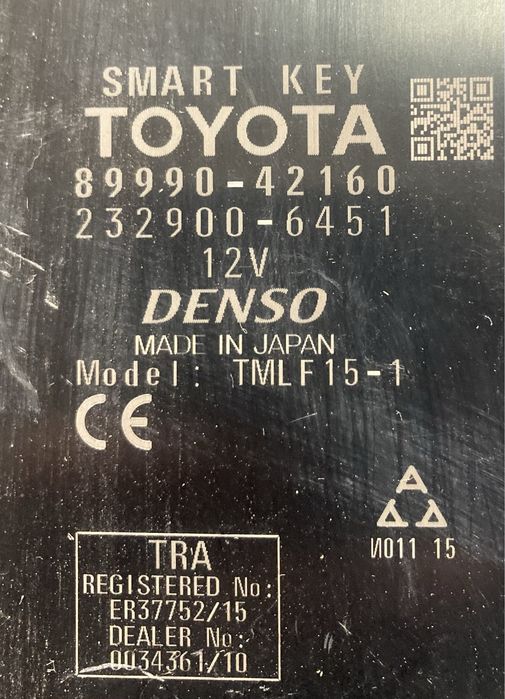 SMART KEY
TOYOTA
89990-42160
232900-6451
12V
DENSO
MADE IN JAPAN
Model: TMLF15-1
CE
И011 15
TRA
REGISTERED No:
ER37752/15
DEALER No:
0034361/10